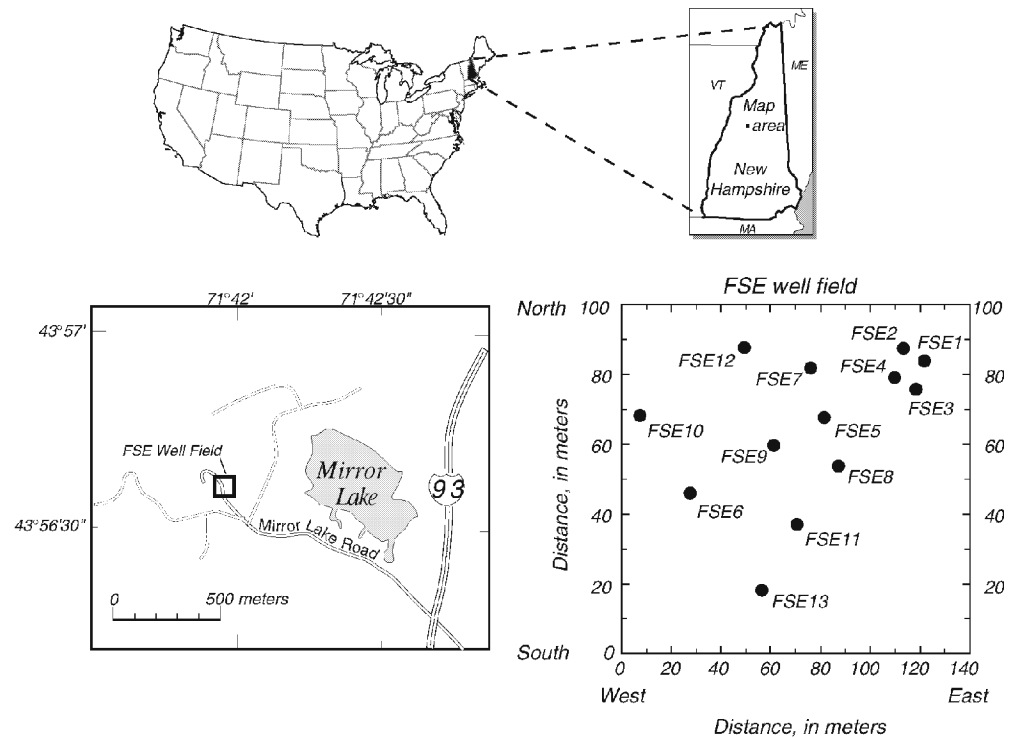 VT
ME
Map
area
New
Hampshire
MA
71°42'
71°42'30"
43°57'
43°56'30"
FSE Well Field
Mirror
Lake
93
Mirror Lake Road
0
500 meters
FSE well field
North
South
100
80
60
40
20
0
100
80
60
40
20
Distance, in meters
FSE2
FSE1
FSE12
FSE7
FSE4
FSE3
FSE10
FSE5
FSE9
FSE8
FSE6
FSE11
FSE13
0 20 40 60 80 100 120 140
West East
Distance, in meters